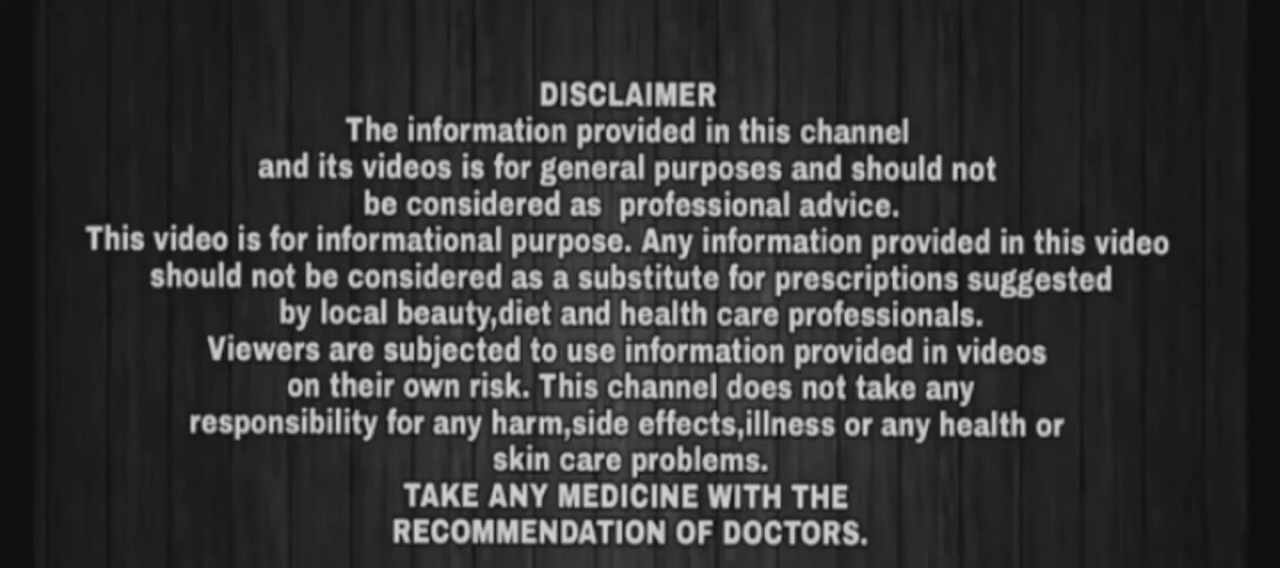 DISCLAIMER
The information provided in this channel
and its videos is for general purposes and should not
be considered as professional advice.
This video is for informational purpose. Any information provided in this video
should not be considered as a substitute for prescriptions suggested
by local beauty,diet and health care professionals.
Viewers are subjected to use information provided in videos
on their own risk. This channel does not take any
responsibility for any harm,side effects,illness or any health or
skin care problems.
TAKE ANY MEDICINE WITH THE
RECOMMENDATION OF DOCTORS.